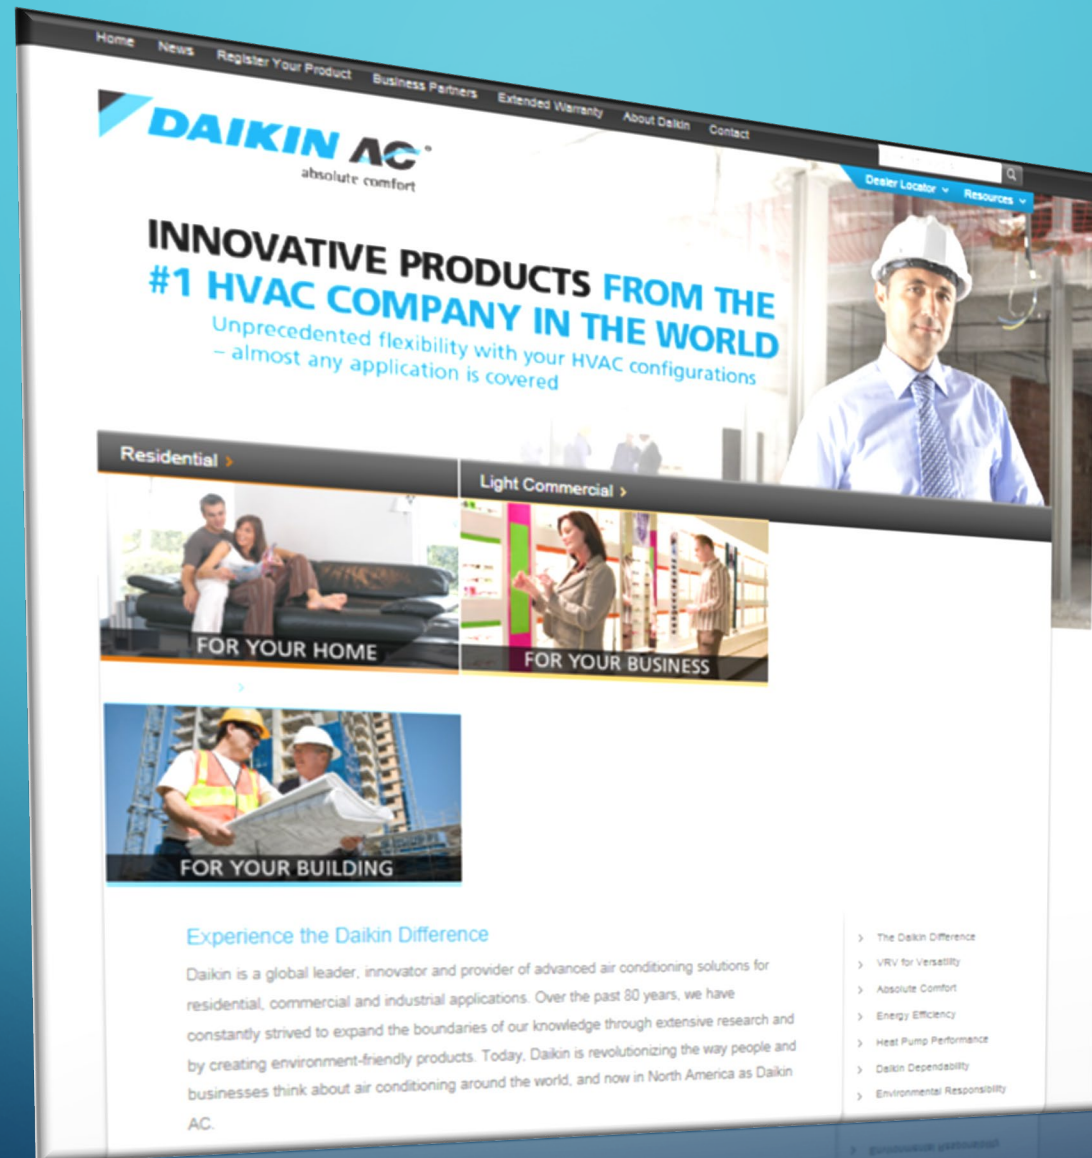 Home News Register Your Product Business Partners Extended Warranty About Daikin Contact
Dealer Locator Resources
DAIKIN AC
absolute comfort
INNOVATIVE PRODUCTS FROM THE
#1 HVAC COMPANY IN THE WORLD
Unprecedented flexibility with your HVAC configurations
– almost any application is covered
Residential >
Light Commercial >
FOR YOUR HOME
FOR YOUR BUSINESS
>
FOR YOUR BUILDING
Experience the Daikin Difference
Daikin is a global leader, innovator and provider of advanced air conditioning solutions for
residential, commercial and industrial applications. Over the past 80 years, we have
constantly strived to expand the boundaries of our knowledge through extensive research and
by creating environment-friendly products. Today, Daikin is revolutionizing the way people and
businesses think about air conditioning around the world, and now in North America as Daikin
AC.
> The Daikin Difference
> VRV for Versatility
> Absolute Comfort
> Energy Efficiency
> Heat Pump Performance
> Daikin Dependability
> Environmental Responsibility